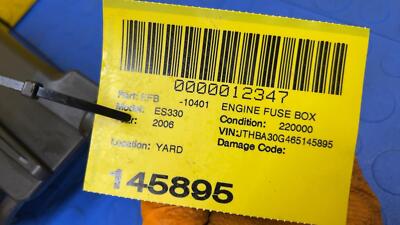 0000012347
Part: EFB -10401 ENGINE FUSE BOX
Model: ES330 Condition: 220000
2006 VIN:JTHBA30G465145895
Location: YARD Damage Code:
145895